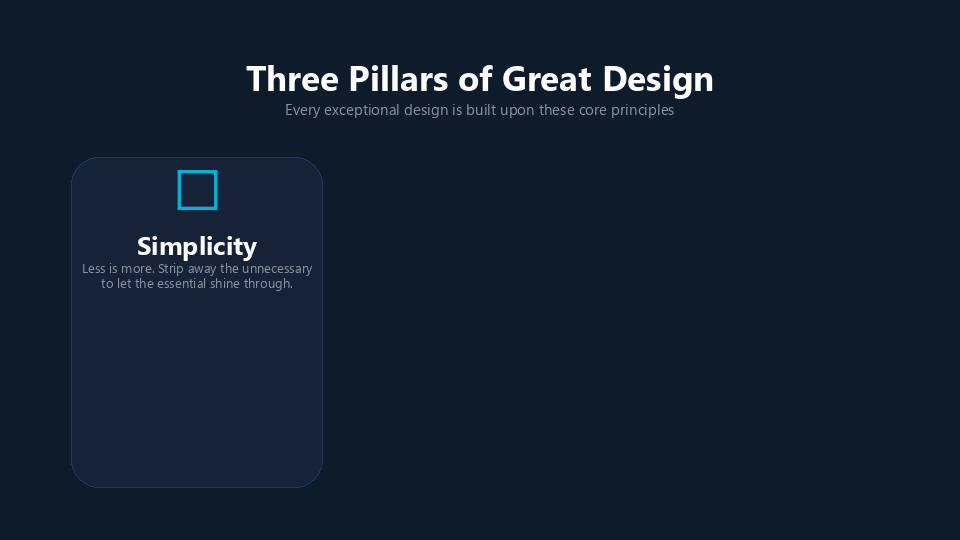 Three Pillars of Great Design
Every exceptional design is built upon these core principles
Simplicity
Less is more. Strip away the unnecessary
to let the essential shine through.